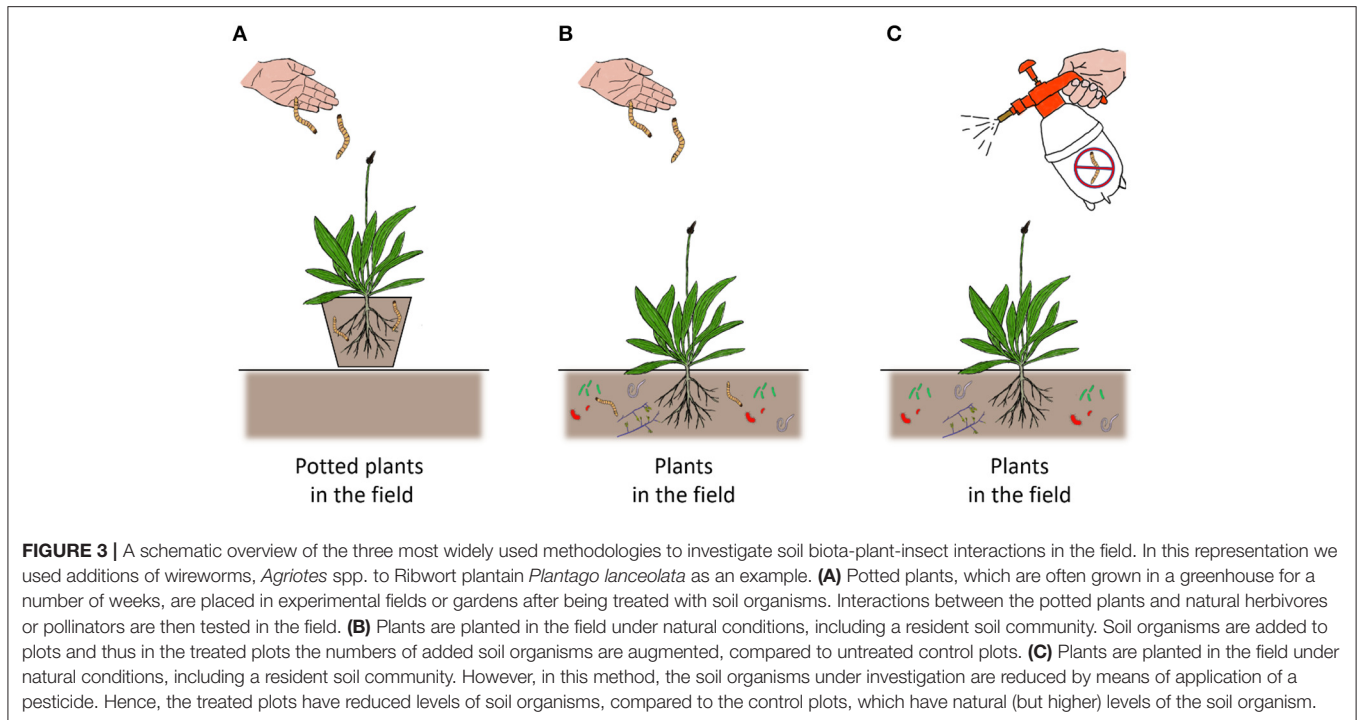 A
B
C
Potted plants
in the field
Plants
in the field
Plants
in the field
FIGURE 3 | A schematic overview of the three most widely used methodologies to investigate soil biota-plant-insect interactions in the field. In this representation we
used additions of wireworms, Agriotes spp. to Ribwort plantain Plantago lanceolata as an example. (A) Potted plants, which are often grown in a greenhouse for a
number of weeks, are placed in experimental fields or gardens after being treated with soil organisms. Interactions between the potted plants and natural herbivores
or pollinators are then tested in the field. (B) Plants are planted in the field under natural conditions, including a resident soil community. Soil organisms are added to
plots and thus in the treated plots the numbers of added soil organisms are augmented, compared to untreated control plots. (C) Plants are planted in the field under
natural conditions, including a resident soil community. However, in this method, the soil organisms under investigation are reduced by means of application of a
pesticide. Hence, the treated plots have reduced levels of soil organisms, compared to the control plots, which have natural (but higher) levels of the soil organism.